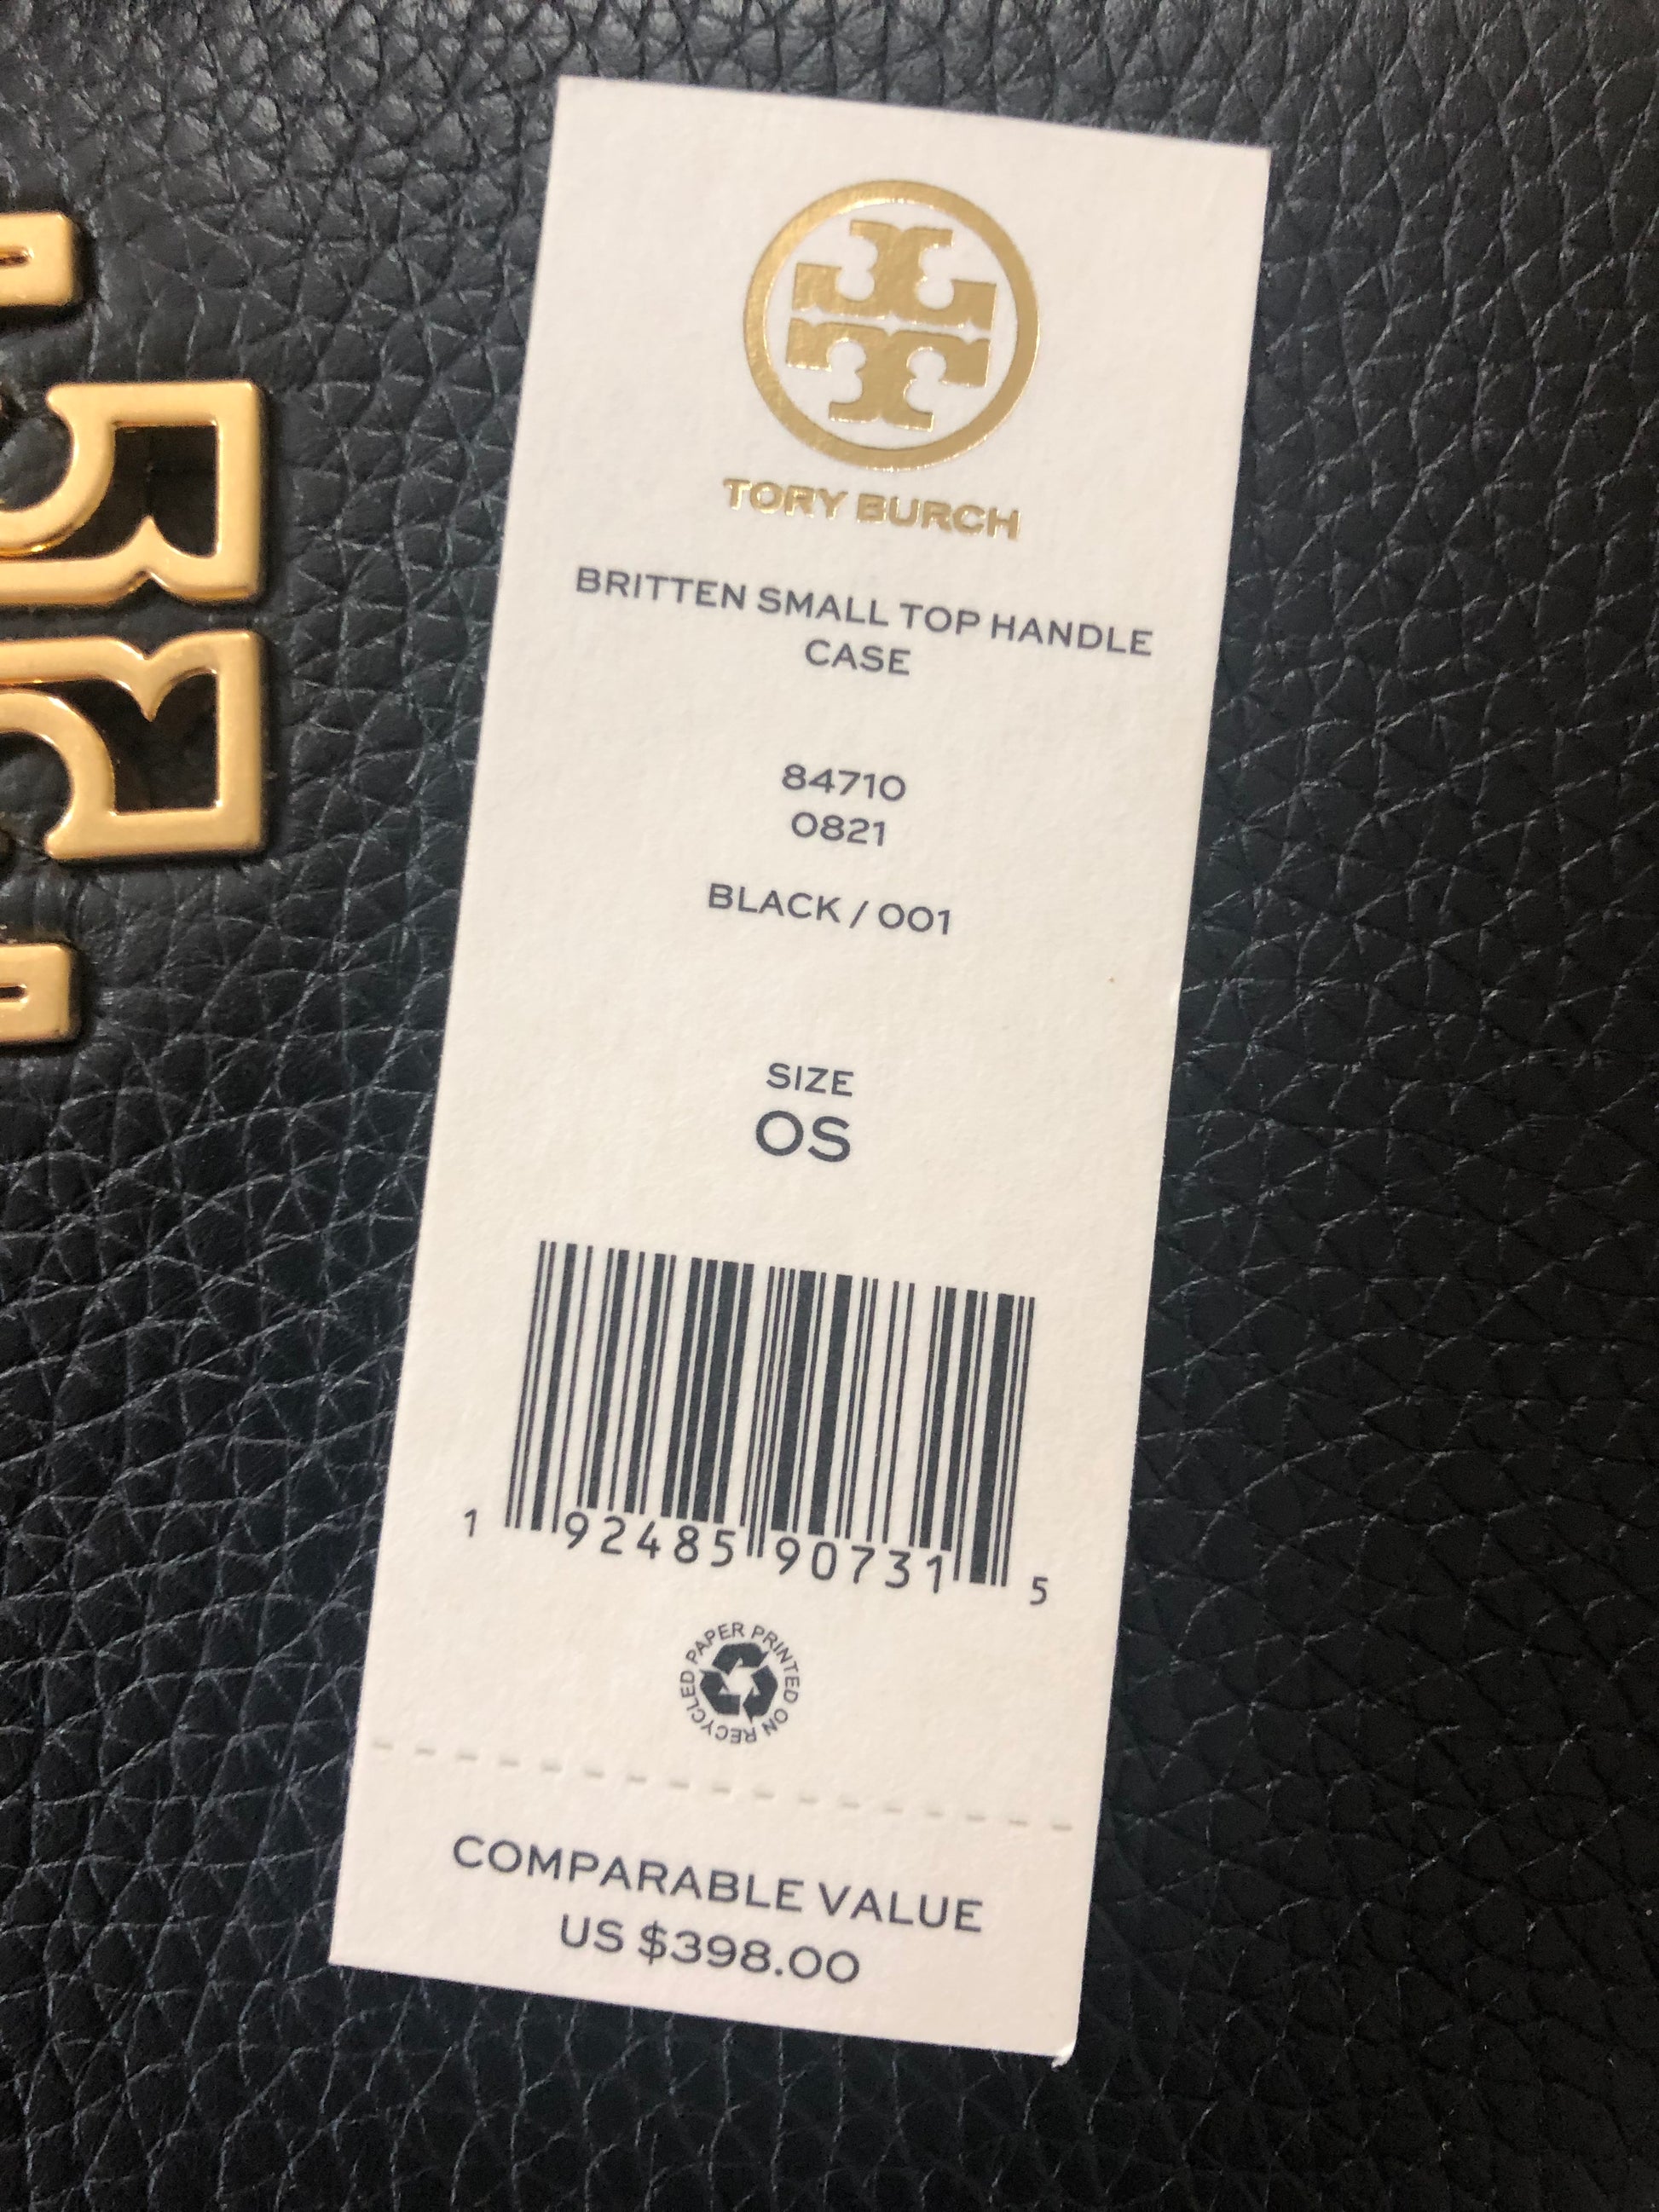 TORY BURCH
BRITTEN SMALL TOP HANDLE
CASE
84710
0821
BLACK / 001
SIZE
OS
1 92485 90731 5
PAPER PRINTED ON RECYCLED
COMPARABLE VALUE
US $398.00